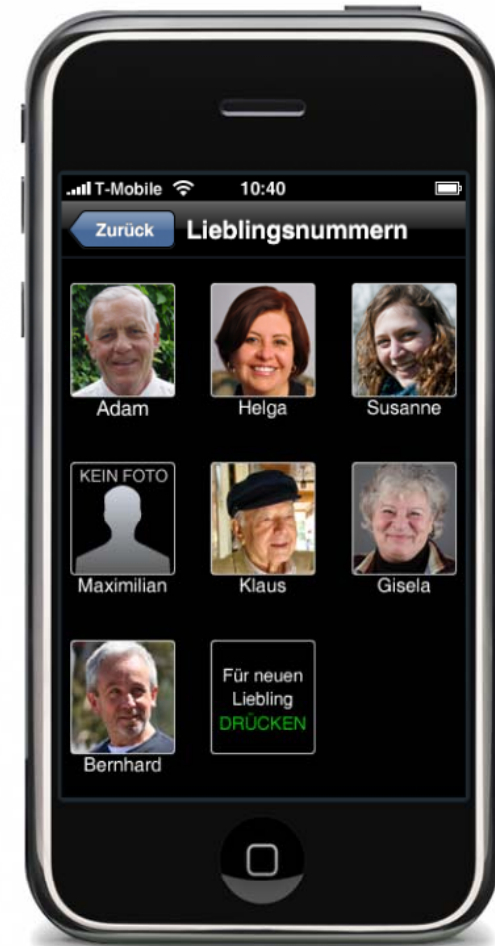 T-Mobile 10:40
Zurück Lieblingsnummern
Adam Helga Susanne
KEIN FOTO
Maximilian Klaus Gisela
Für neuen
Liebling
DRÜCKEN
Bernhard